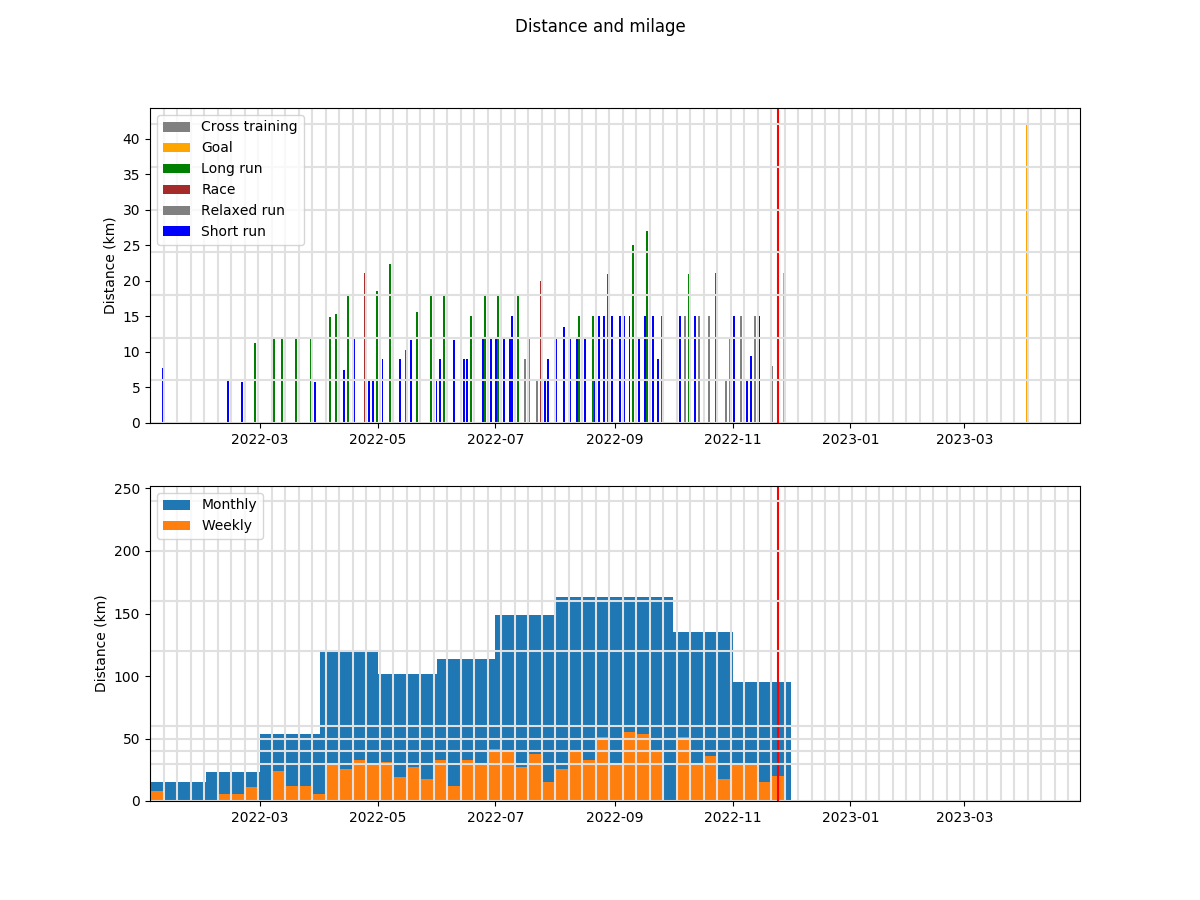 Distance and milage
Cross training
Goal
Long run
Race
Relaxed run
Short run
Distance (km)
40
35
30
25
20
15
10
5
0
2022-03 2022-05 2022-07 2022-09 2022-11 2023-01 2023-03
Monthly
Weekly
Distance (km)
250
200
150
100
50
0
2022-03 2022-05 2022-07 2022-09 2022-11 2023-01 2023-03